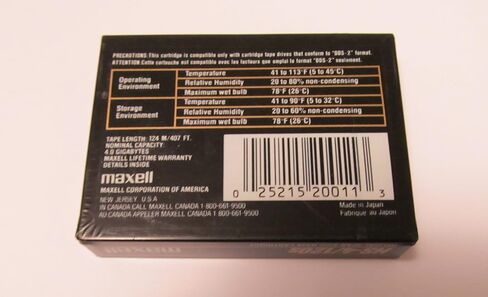 PRECAUTIONS: This cartridge is compatible only with cartridge tape drives that conform to "DDS-2" format.
ATTENTION: Cette cartouche est compatible avec les lecteurs que emploi le format "DDS-2" seulement.
Operating Environment
Temperature 41 to 113°F (5 to 45°C)
Relative Humidity 20 to 80% non-condensing
Maximum wet bulb 78°F (26°C)
Storage Environment
Temperature 41 to 90°F (5 to 32°C)
Relative Humidity 20 to 60% non-condensing
Maximum wet bulb 78°F (26°C)
TAPE LENGTH: 124 M/407 FT.
NOMINAL CAPACITY:
4.0 GIGABYTES
MAXELL LIFETIME WARRANTY
DETAILS INSIDE
maxell
MAXELL CORPORATION OF AMERICA
NEW JERSEY, U.S.A
IN CANADA CALL MAXELL CANADA 1-800-661-9500
AU CANADA APPELER MAXELL CANADA 1-800-661-9500
0 25215 20011 3
Made in Japan
Fabriqué au Japon
maxell
HS-4/120s